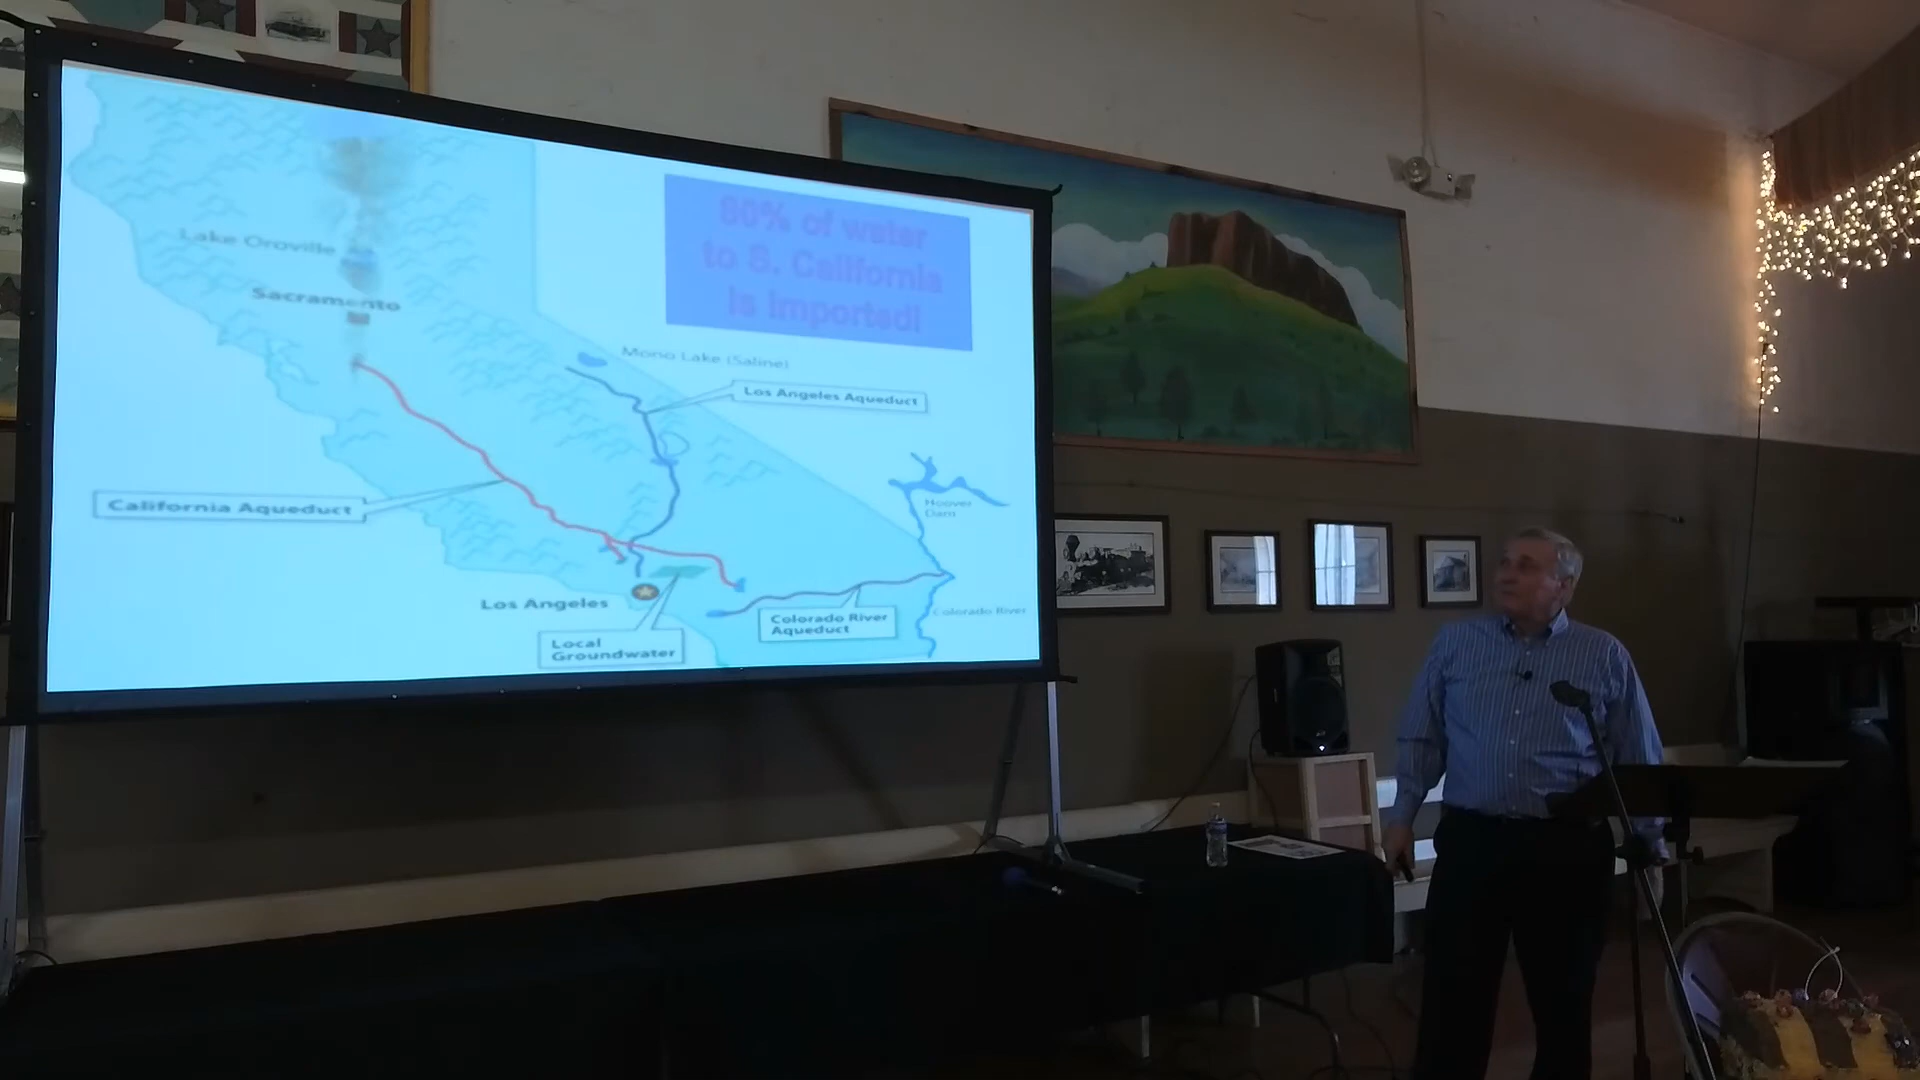 80% of water
to S. California
is imported!
Lake Oroville
Sacramento
Mono Lake (Saline)
Los Angeles Aqueduct
California Aqueduct
Hoover
Dam
Los Angeles
Local
Groundwater
Colorado River
Aqueduct
Colorado River